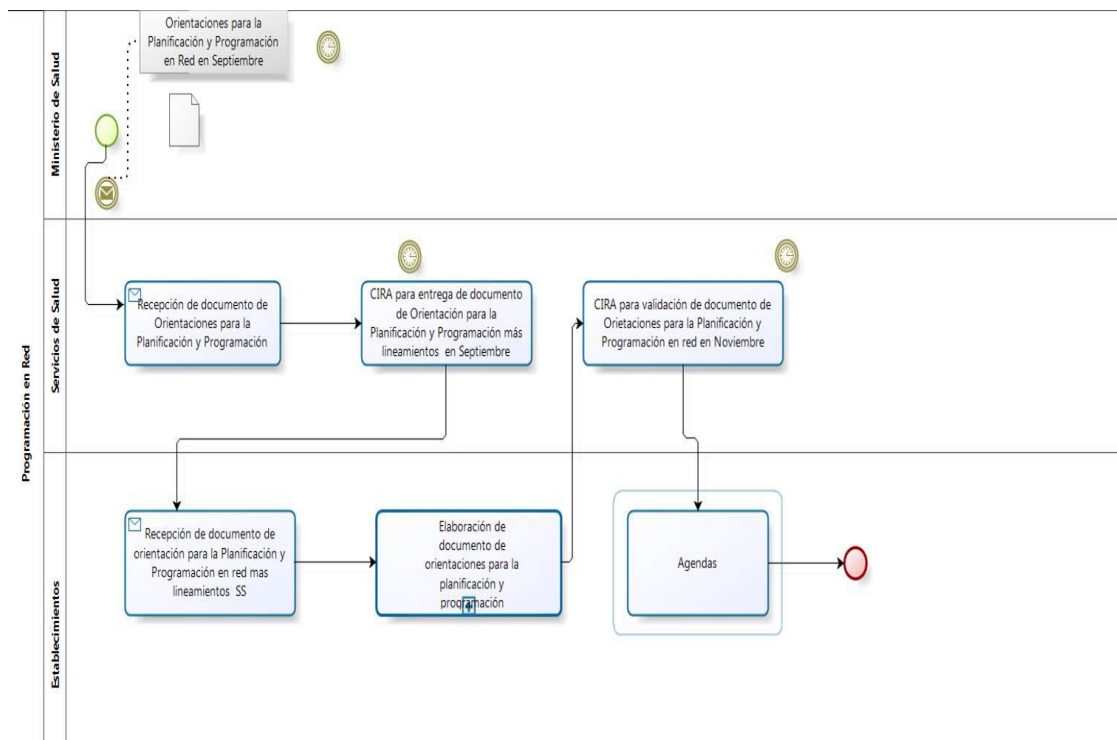 Programación en Red
Ministerio de Salud
Orientaciones para la
Planificación y Programación
en Red en Septiembre
Servicios de Salud
Recepción de documento de
Orientaciones para la
Planificación y Programación
CIRA para entrega de documento
de Orientación para la
Planificación y Programación más
lineamientos en Septiembre
CIRA para validación de documento de
Orietaciones para la Planificación y
Programación en red en Noviembre
Establecimientos
Recepción de documento de
orientación para la Planificación y
Programación en red mas
lineamientos SS
Elaboración de
documento de
orientaciones para la
planificación y
programación
Agendas